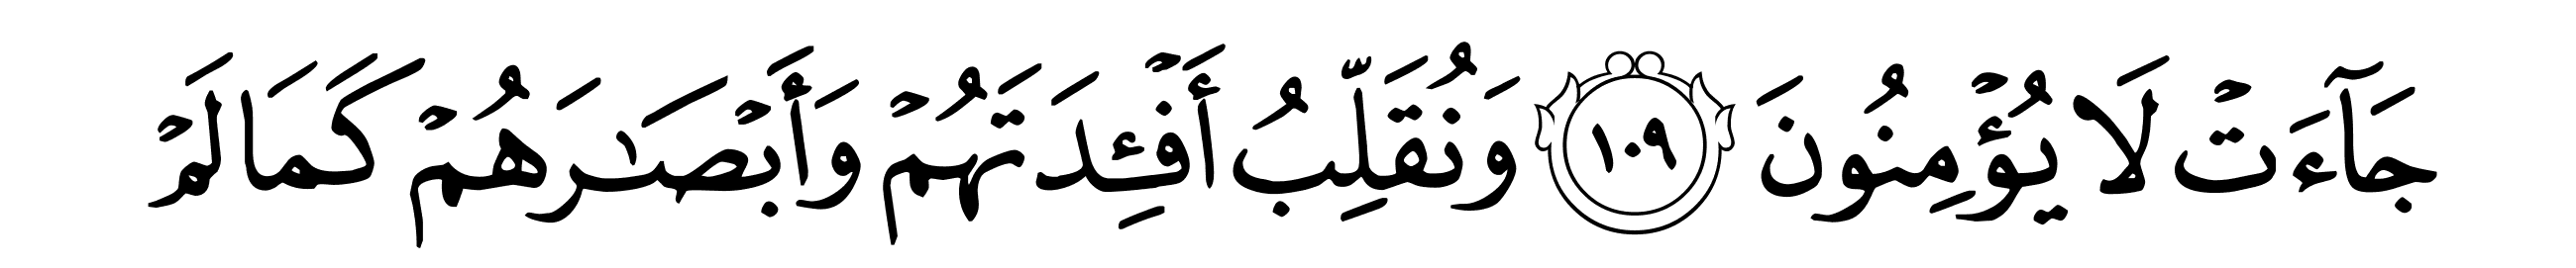 جَآءَتْ لَا يُؤْمِنُونَ ١٠٩ وَنُقَلِّبُ أَفْـِٔدَتَهُمْ وَأَبْصَـٰرَهُمْ كَمَا لَمْ